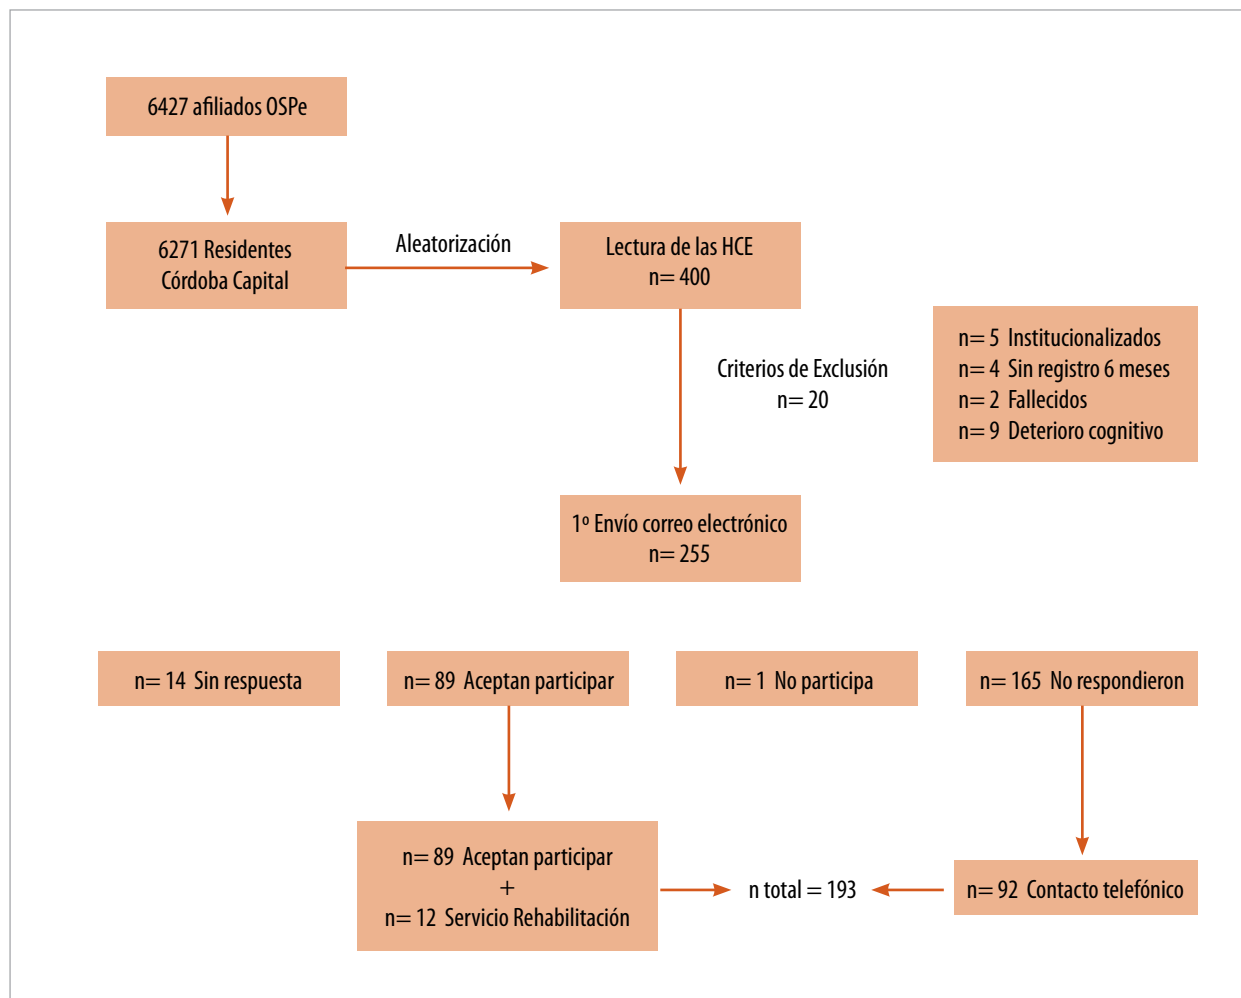 6427 afiliados OSPe
6271 Residentes
Córdoba Capital
Aleatorización
Lectura de las HCE
n= 400
Criterios de Exclusión
n= 20
n= 5 Institucionalizados
n= 4 Sin registro 6 meses
n= 2 Fallecidos
n= 9 Deterioro cognitivo
1º Envío correo electrónico
n= 255
n= 14 Sin respuesta
n= 89 Aceptan participar
n= 1 No participa
n= 165 No respondieron
n= 89 Aceptan participar
+
n= 12 Servicio Rehabilitación
n total = 193
n= 92 Contacto telefónico